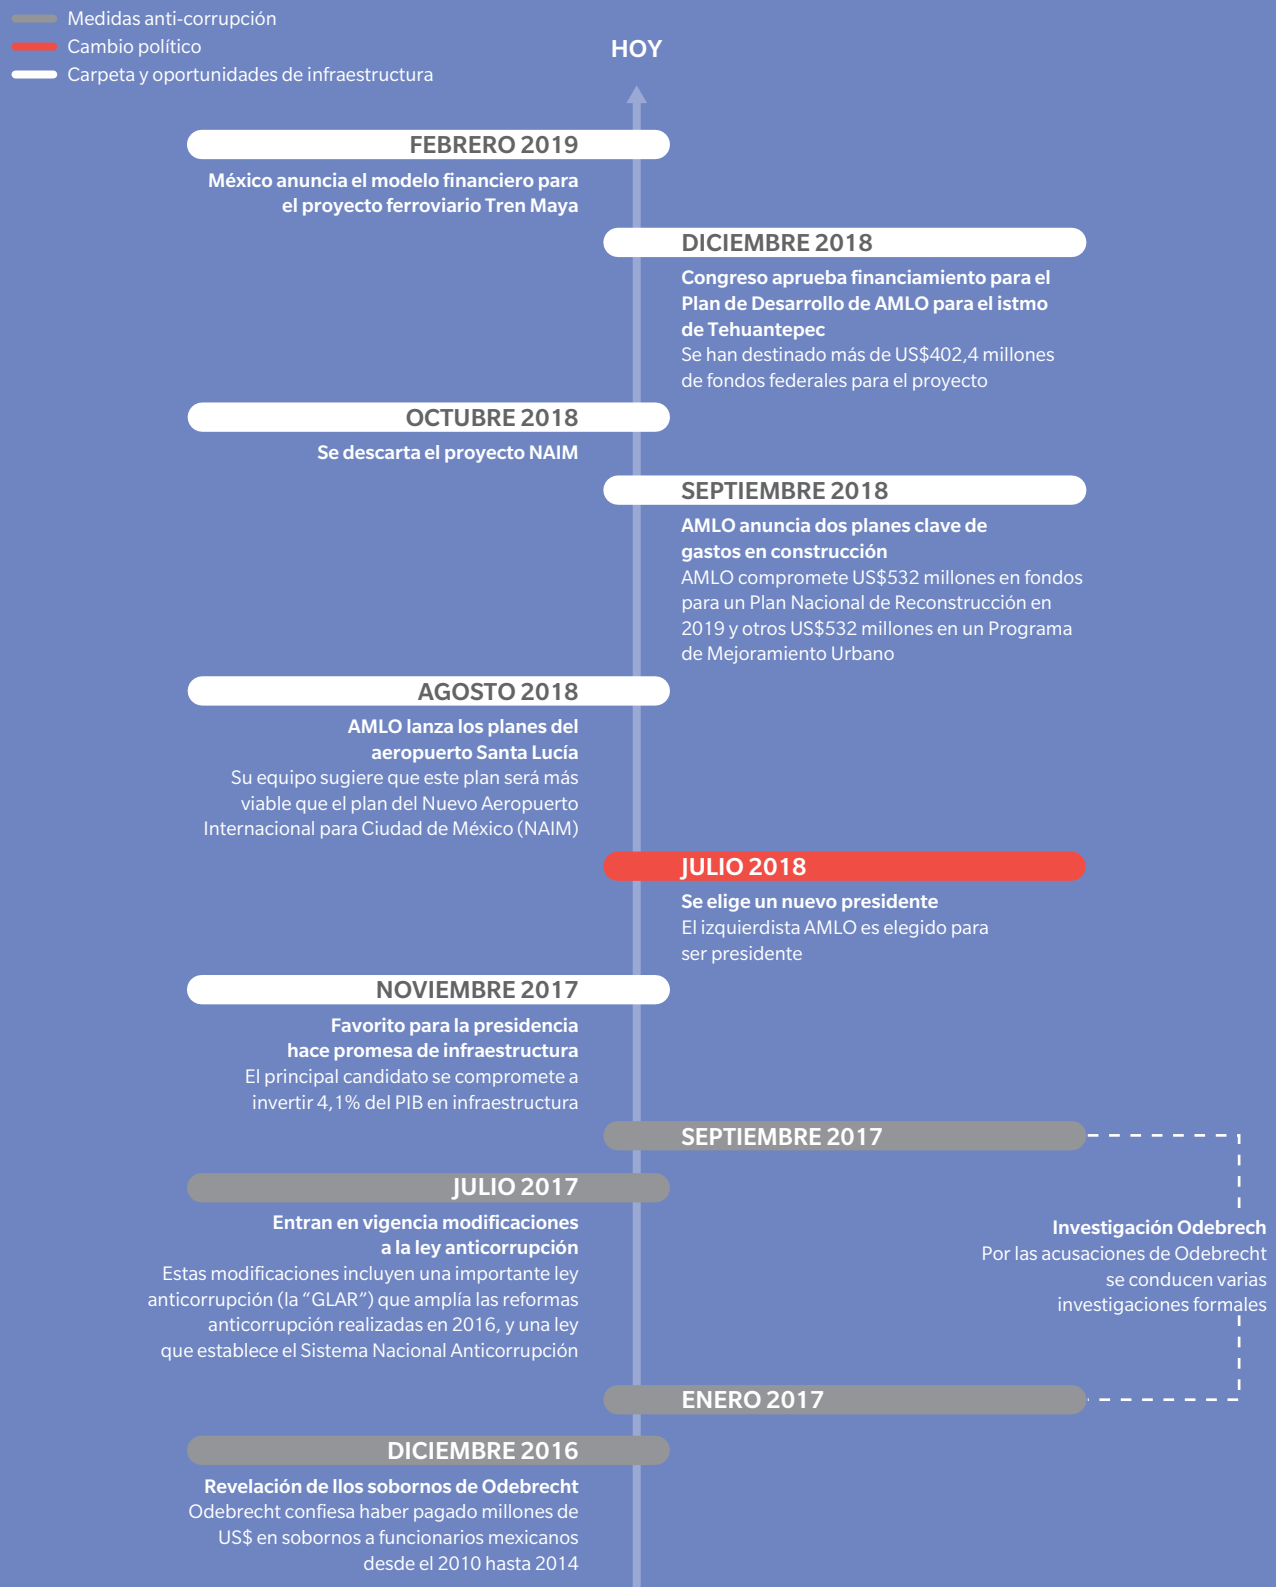 Medidas anti-corrupción
Cambio político
Carpeta y oportunidades de infraestructura
HOY
FEBRERO 2019
México anuncia el modelo financiero para
el proyecto ferroviario Tren Maya
DICIEMBRE 2018
Congreso aprueba financiamiento para el
Plan de Desarrollo de AMLO para el istmo
de Tehuantepec
Se han destinado más de US$402,4 millones
de fondos federales para el proyecto
OCTUBRE 2018
Se descarta el proyecto NAIM
SEPTIEMBRE 2018
AMLO anuncia dos planes clave de
gastos en construcción
AMLO compromete US$532 millones en fondos
para un Plan Nacional de Reconstrucción en
2019 y otros US$532 millones en un Programa
de Mejoramiento Urbano
AGOSTO 2018
AMLO lanza los planes del
aeropuerto Santa Lucía
Su equipo sugiere que este plan será más
viable que el plan del Nuevo Aeropuerto
Internacional para Ciudad de México (NAIM)
JULIO 2018
Se elige un nuevo presidente
El izquierdista AMLO es elegido para
ser presidente
NOVIEMBRE 2017
Favorito para la presidencia
hace promesa de infraestructura
El principal candidato se compromete a
invertir 4,1% del PIB en infraestructura
SEPTIEMBRE 2017
JULIO 2017
Entran en vigencia modificaciones
a la ley anticorrupción
Estas modificaciones incluyen una importante ley
anticorrupción (la “GLAR”) que amplía las reformas
anticorrupción realizadas en 2016, y una ley
que establece el Sistema Nacional Anticorrupción
Investigación Odebrech
Por las acusaciones de Odebrecht
se conducen varias
investigaciones formales
ENERO 2017
DICIEMBRE 2016
Revelación de llos sobornos de Odebrecht
Odebrecht confiesa haber pagado millones de
US$ en sobornos a funcionarios mexicanos
desde el 2010 hasta 2014